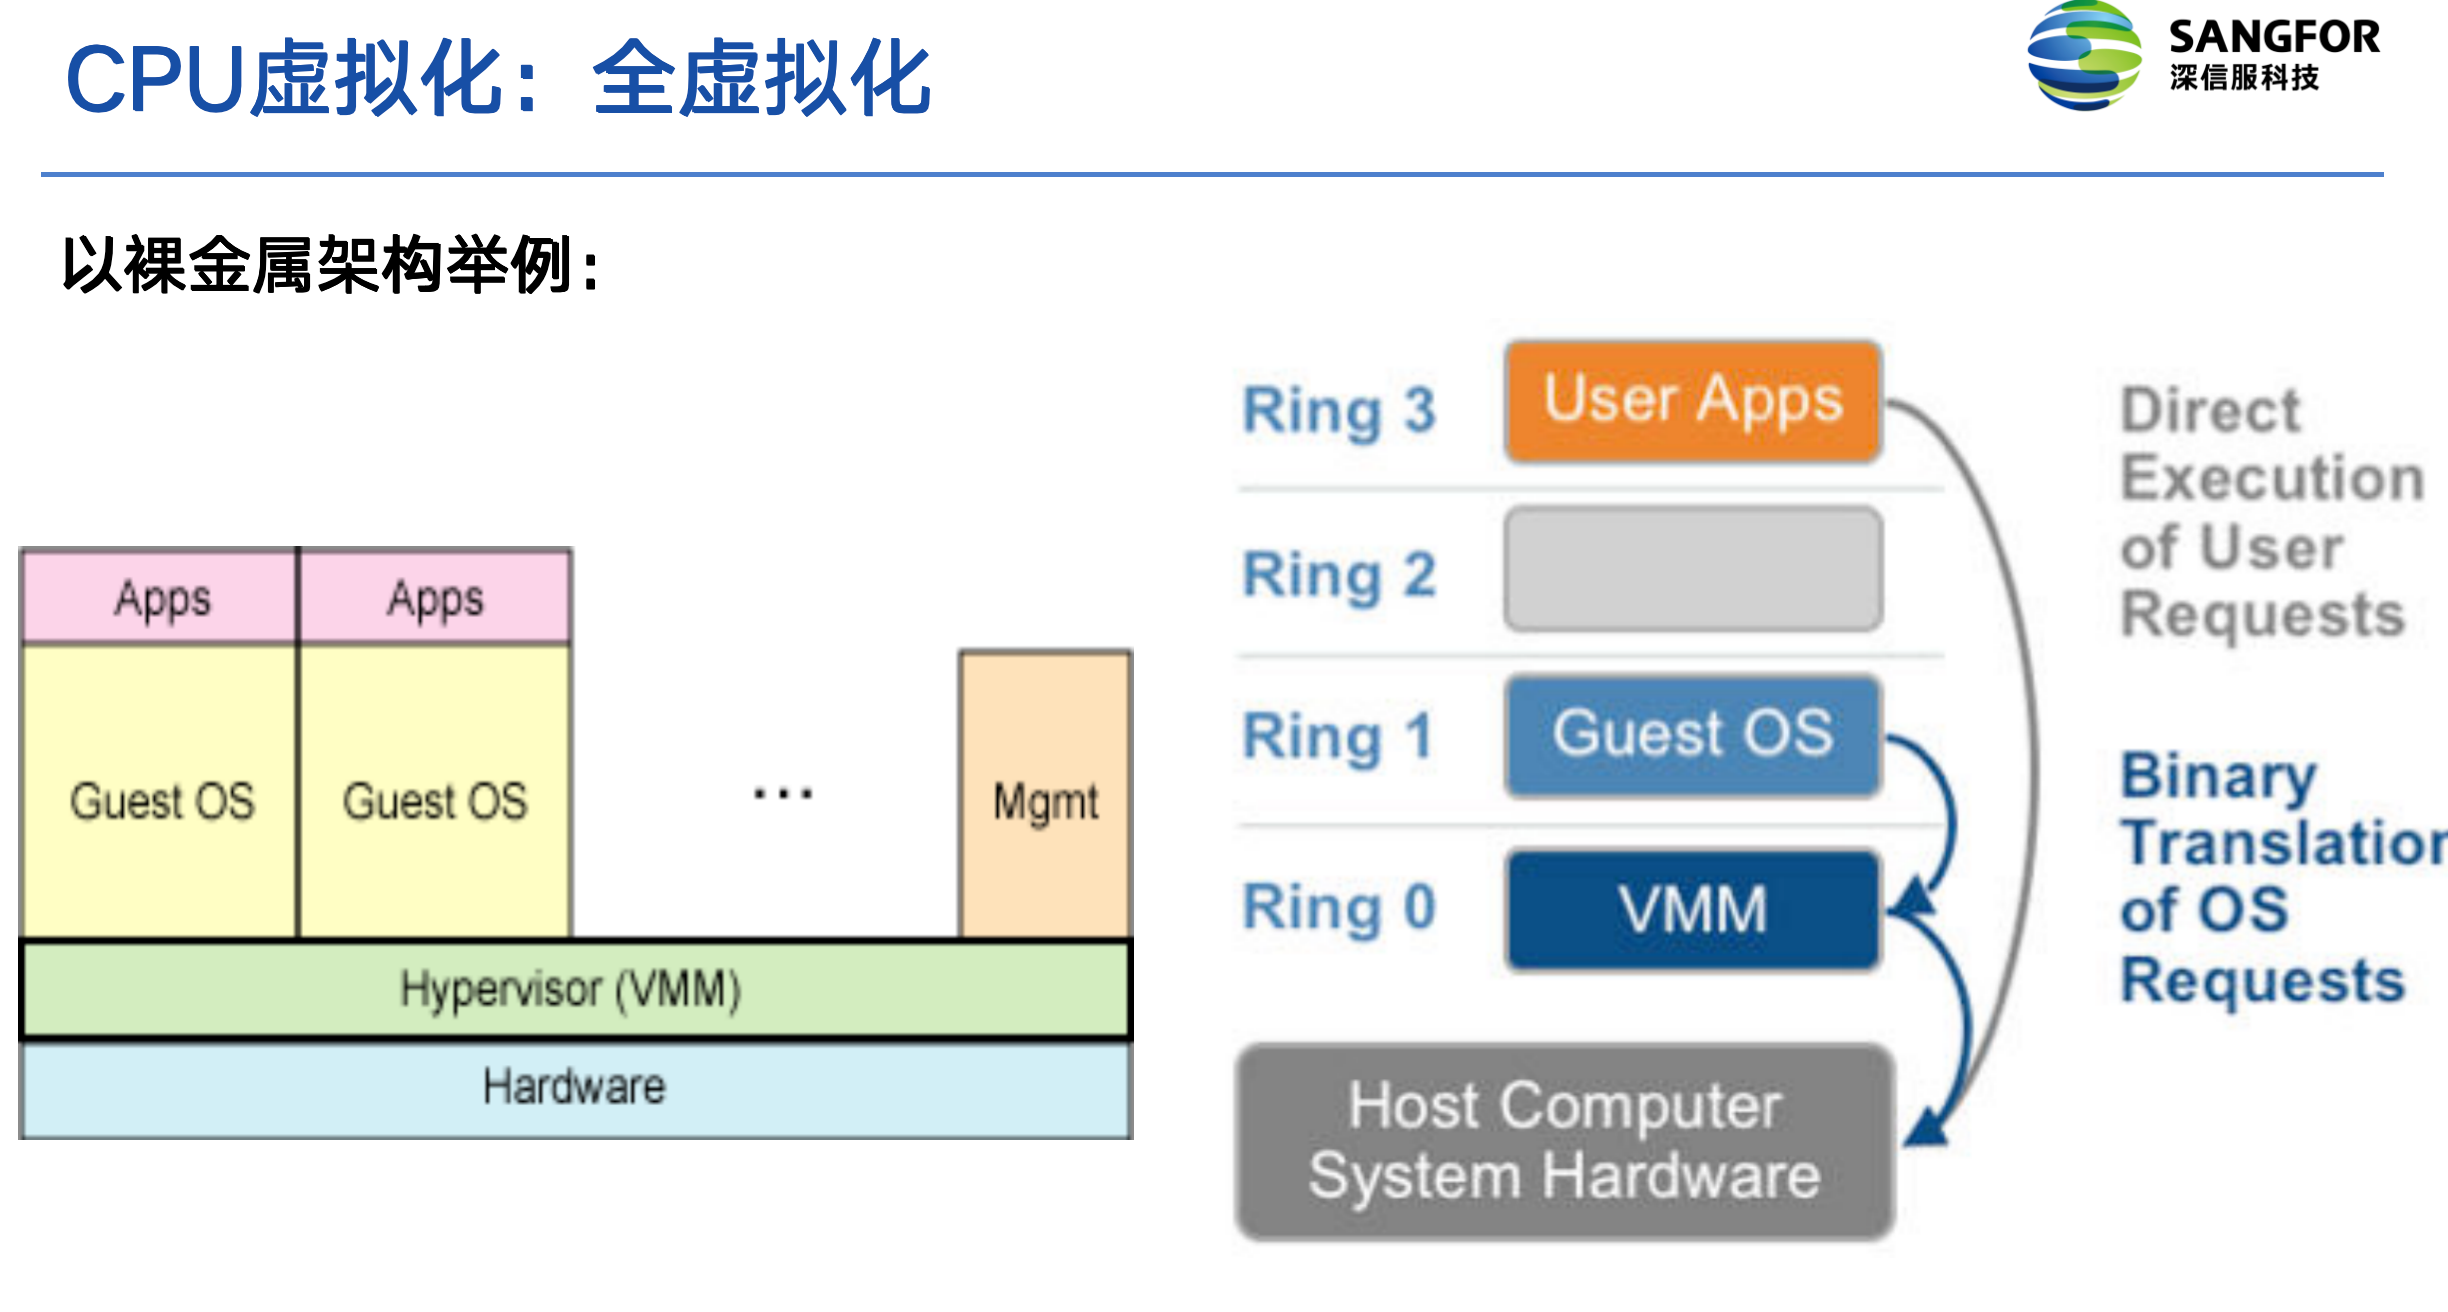 CPU虚拟化：全虚拟化
SANGFOR
深信服科技
以裸金属架构举例：
Apps
Apps
Guest OS
Guest OS
...
Mgmt
Hypervisor (VMM)
Hardware
Ring 3
User Apps
Ring 2
Ring 1
Guest OS
Ring 0
VMM
Host Computer
System Hardware
Direct
Execution
of User
Requests
Binary
Translation
of OS
Requests